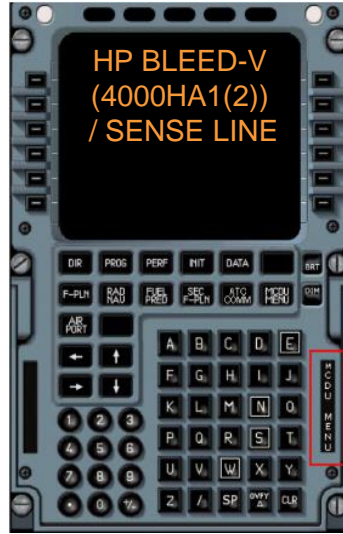 HP BLEED-V
(4000HA1(2))
/ SENSE LINE
DIR PROG PERF INIT DATA
BRT
F-PLN RAD NAV FUEL PRED SEC F-PLN ATC COMM MCDU MENU DIM
AIR PORT
← ↑
→ ↓
A B C D E
F G H I J
K L M N O
P Q R S T
U V W X Y
Z / SP OVFY Δ CLR
1 2 3
4 5 6
7 8 9
. 0 +/-
MCDU MENU